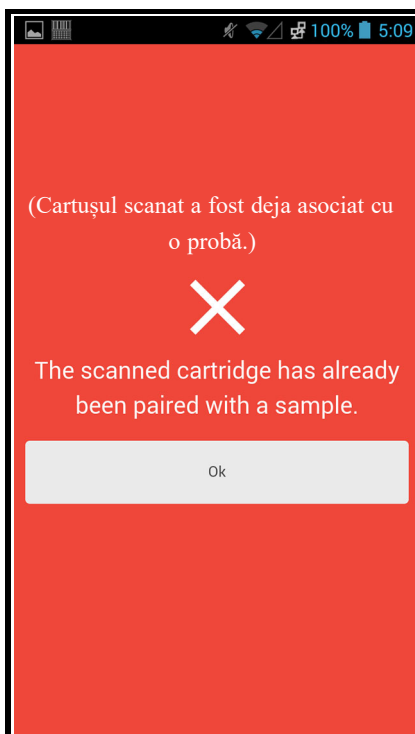 100% 5:09
(Cartușul scanat a fost deja asociat cu
o probă.)
The scanned cartridge has already
been paired with a sample.
Ok